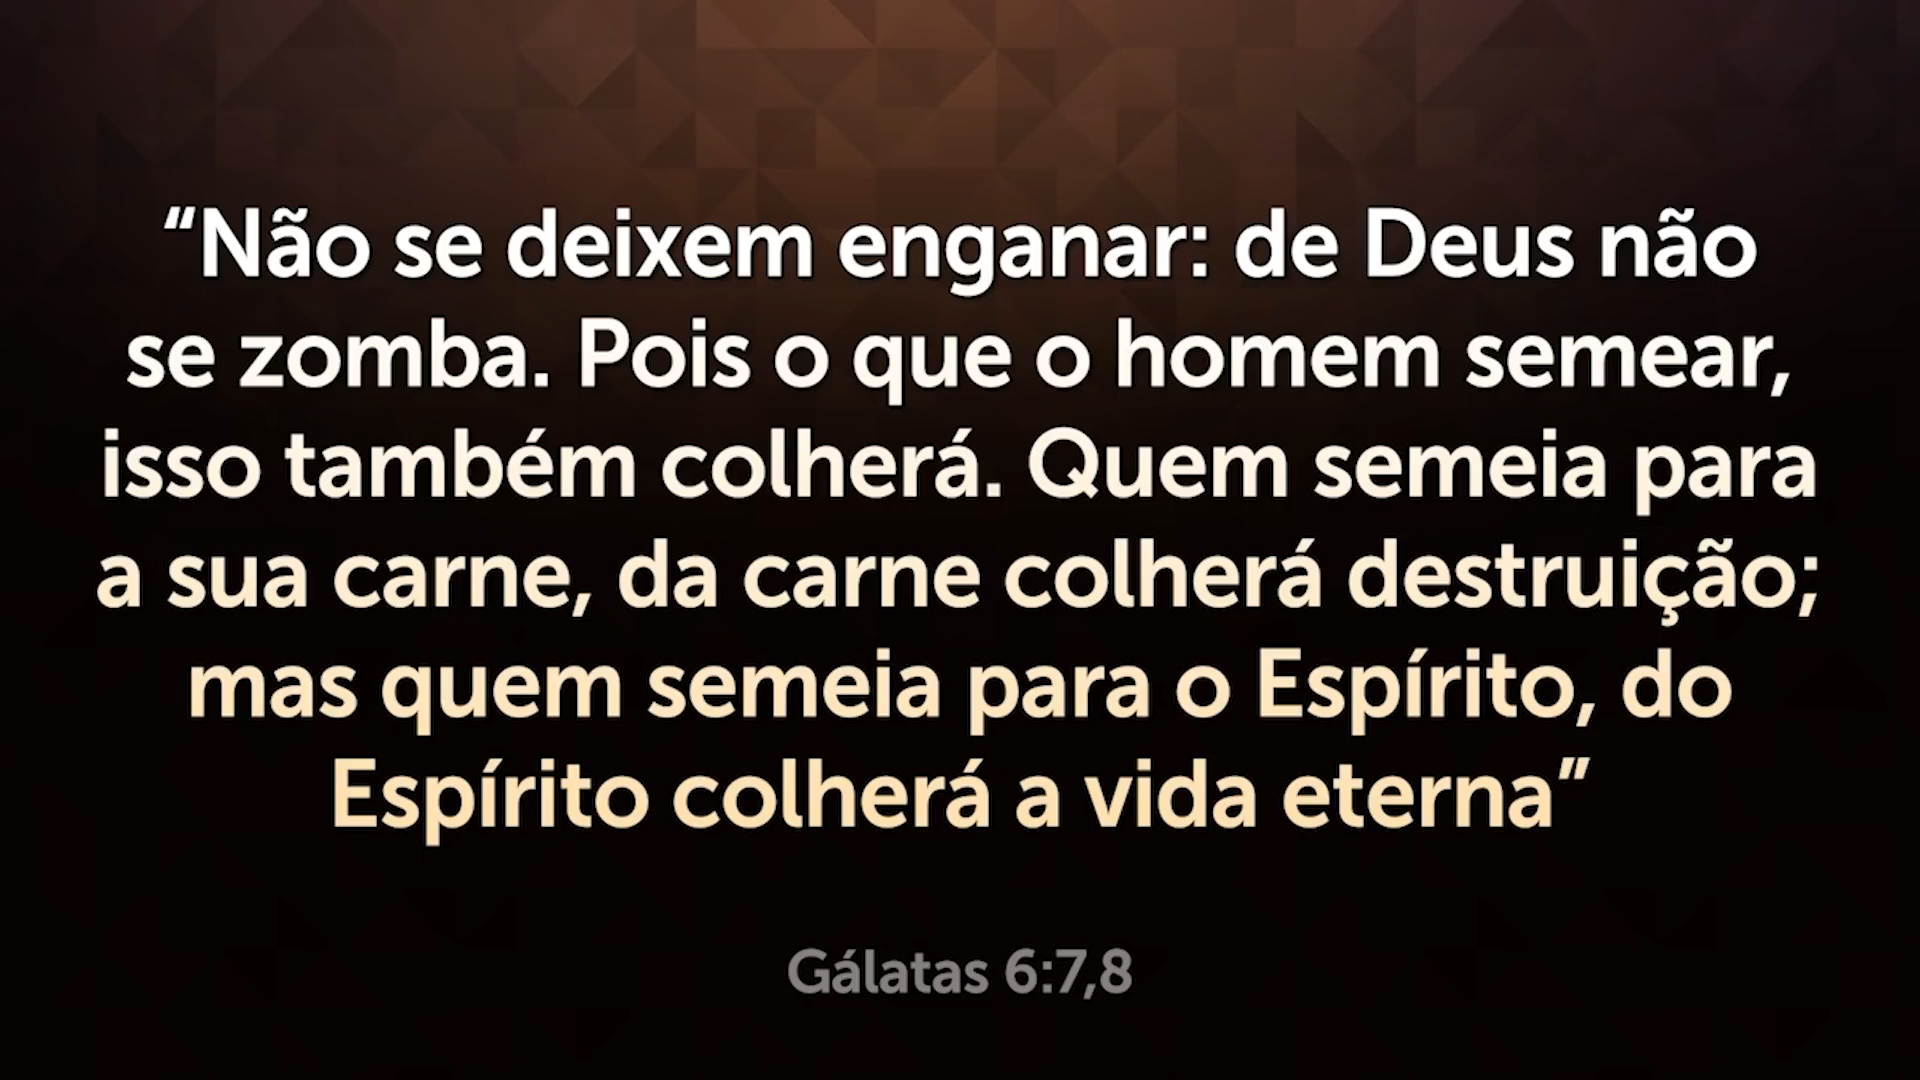 “Não se deixem enganar: de Deus não
se zomba. Pois o que o homem semear,
isso também colherá. Quem semeia para
a sua carne, da carne colherá destruição;
mas quem semeia para o Espírito, do
Espírito colherá a vida eterna”
Gálatas 6:7,8